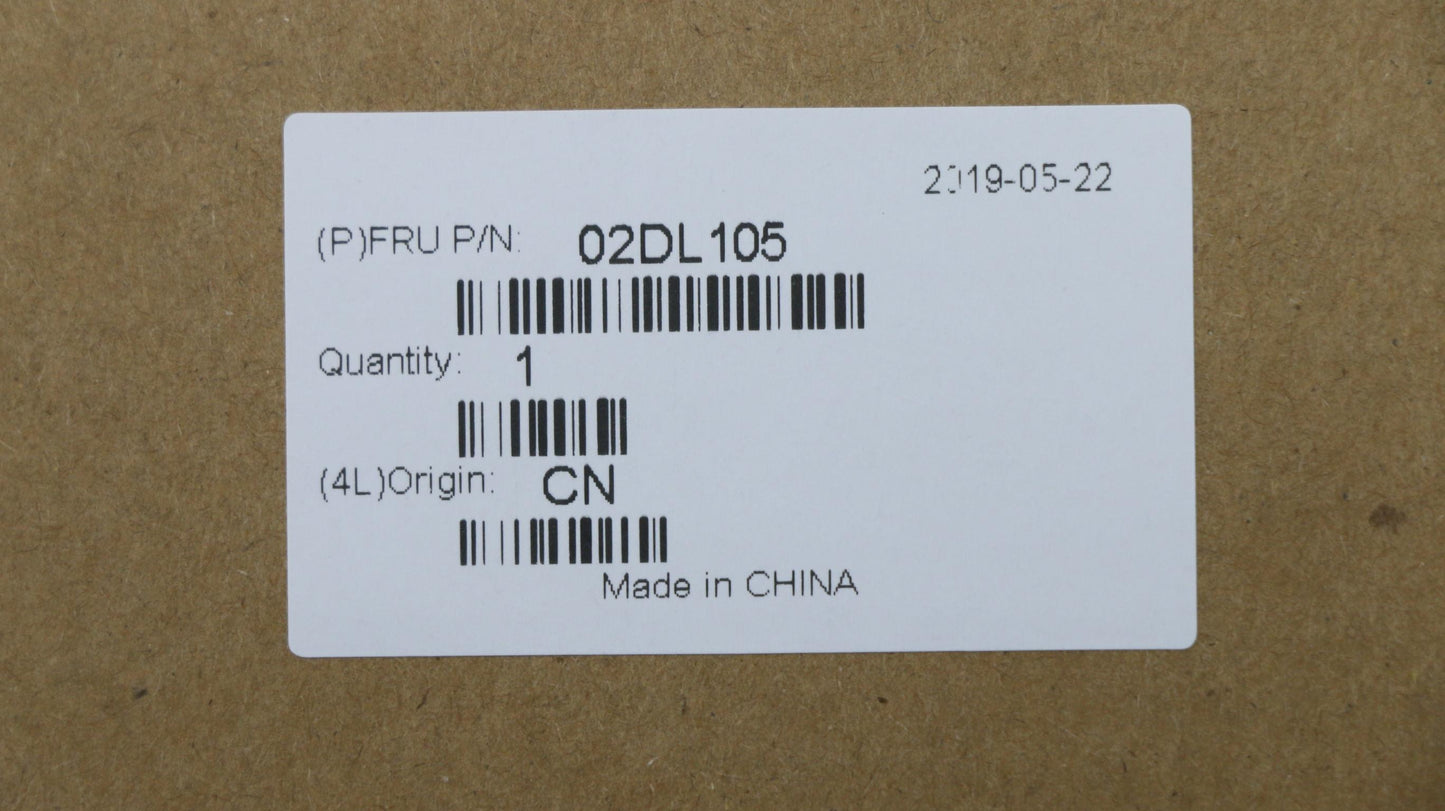 2019-05-22
(P)FRU P/N: 02DL105
Quantity: 1
(4L)Origin: CN
Made in CHINA